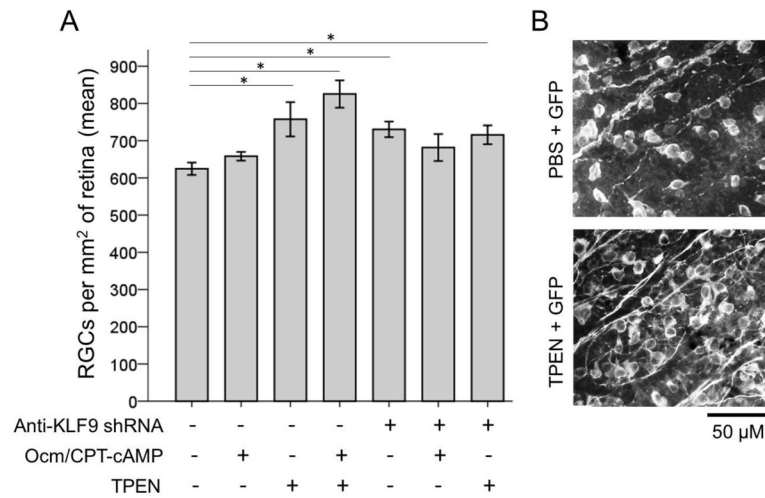 A
B
RGCs per mm² of retina (mean)
900
800
700
600
500
400
300
200
100
0
*
*
*
*
PBS + GFP
TPEN + GFP
50 µM
Anti-KLF9 shRNA - - - - + + +
Ocm/CPT-cAMP - + - + - + -
TPEN - - + + - - +